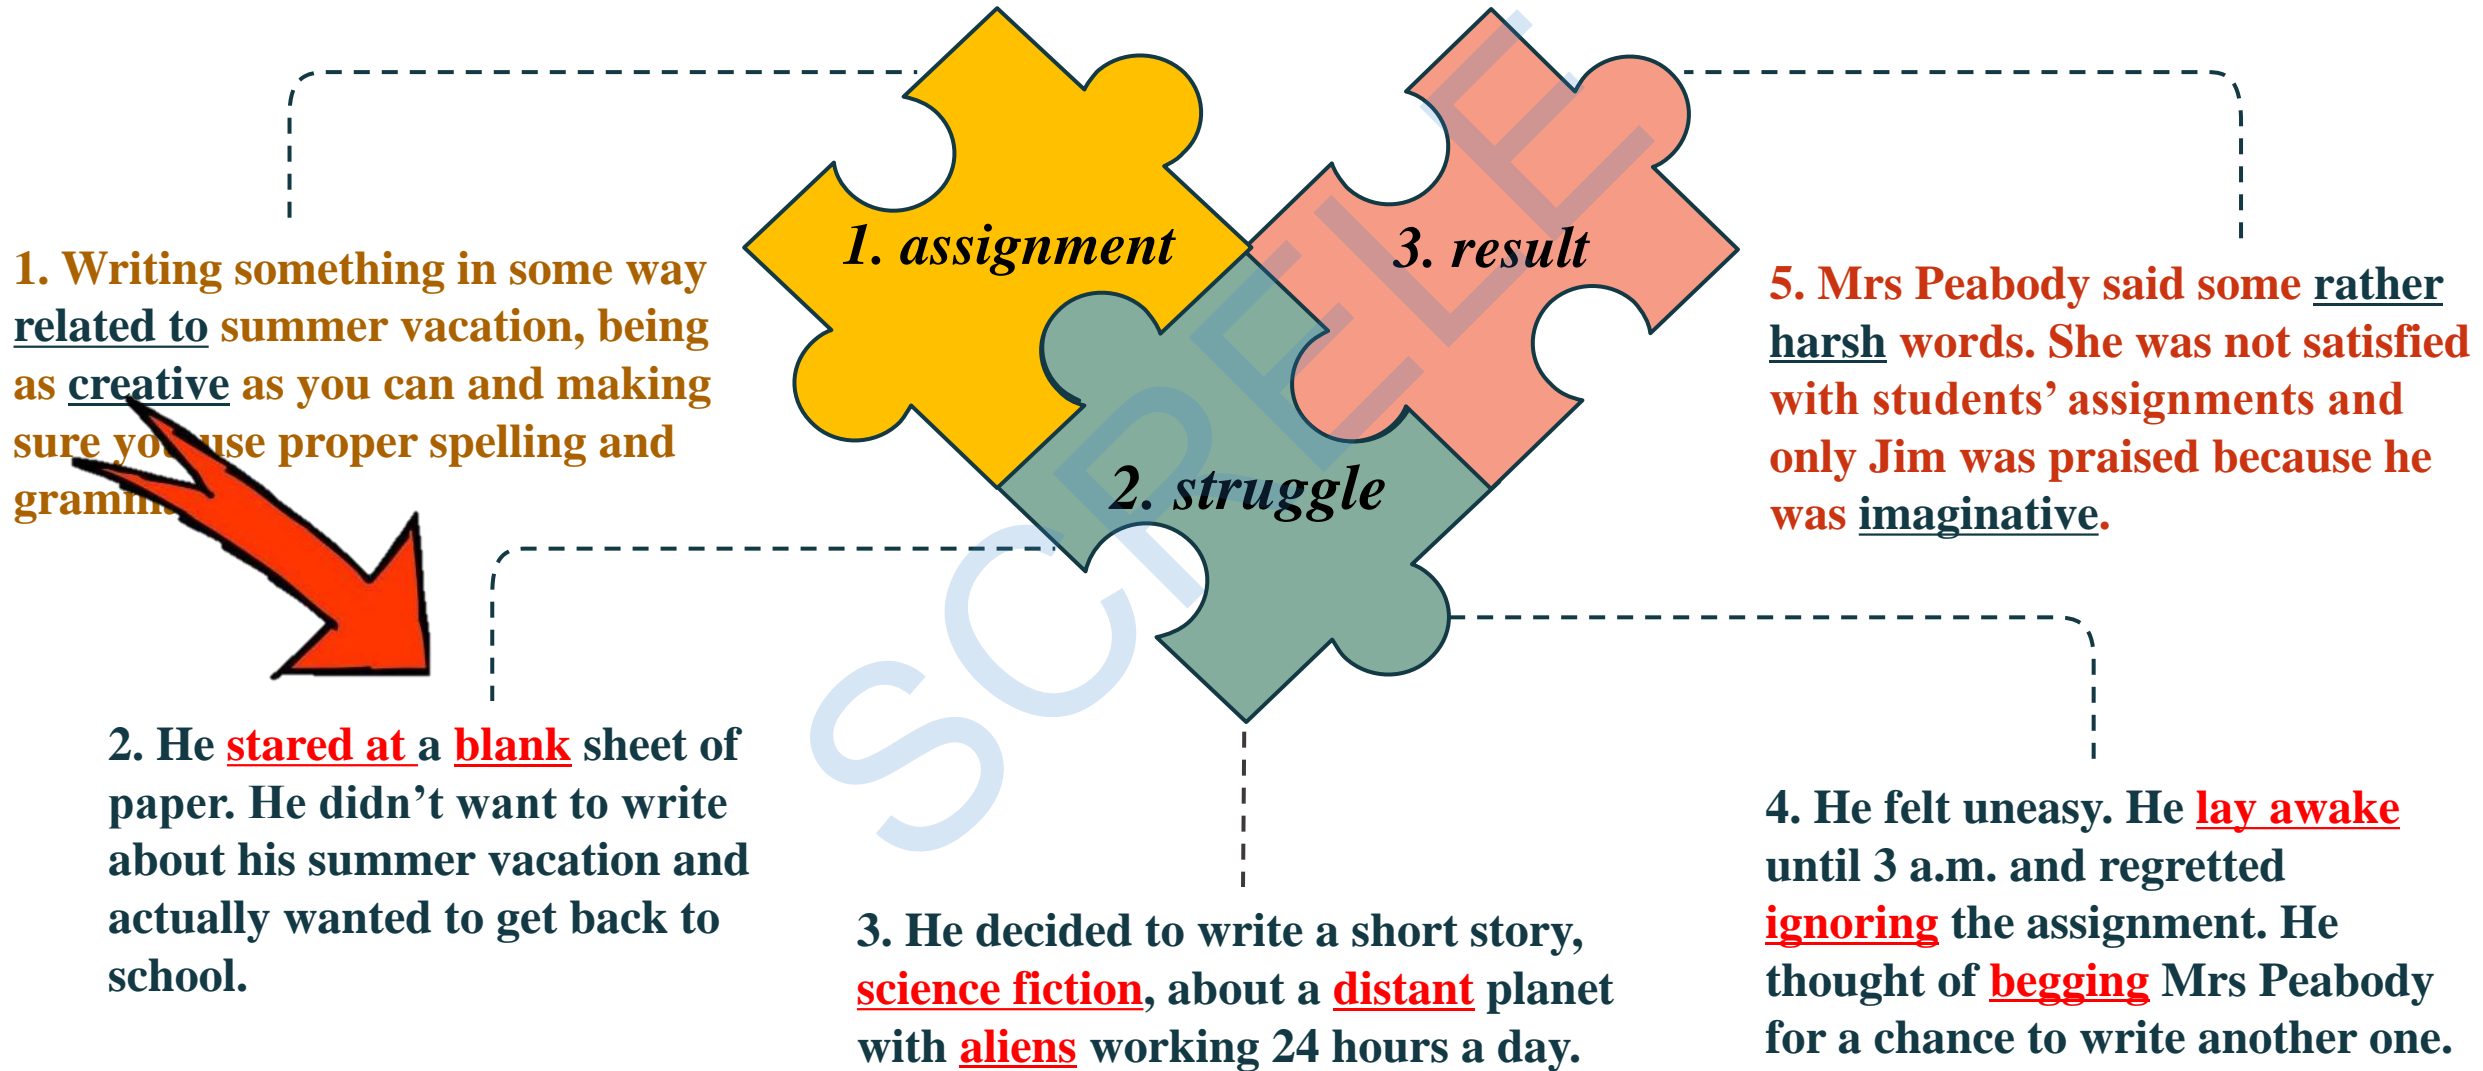 1. assignment
3. result
2. struggle
1. Writing something in some way
related to summer vacation, being
as creative as you can and making
sure you use proper spelling and
2. He stared at a blank sheet of
paper. He didn't want to write
about his summer vacation and
actually wanted to get back to
school.
3. He decided to write a short story,
science fiction, about a distant planet
with aliens working 24 hours a day.
4. He felt uneasy. He lay awake
until 3 a.m. and regretted
ignoring the assignment. He
thought of begging Mrs Peabody
for a chance to write another one.
5. Mrs Peabody said some rather
harsh words. She was not satisfied
with students' assignments and
only Jim was praised because he
was imaginative.